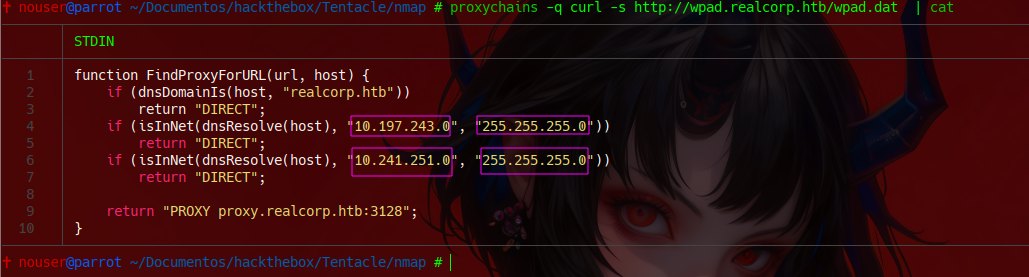 ✝ nouser@parrot ~/Documentos/hackthebox/Tentacle/nmap # proxychains -q curl -s http://wpad.realcorp.htb/wpad.dat  | cat
STDIN
1 function FindProxyForURL(url, host) {
2     if (dnsDomainIs(host, "realcorp.htb"))
3         return "DIRECT";
4     if (isInNet(dnsResolve(host), "10.197.243.0", "255.255.255.0"))
5         return "DIRECT";
6     if (isInNet(dnsResolve(host), "10.241.251.0", "255.255.255.0"))
7         return "DIRECT";
8
9     return "PROXY proxy.realcorp.htb:3128";
10 }
✝ nouser@parrot ~/Documentos/hackthebox/Tentacle/nmap #